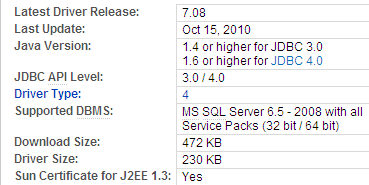 Latest Driver Release: 7.08
Last Update: Oct 15, 2010
Java Version: 1.4 or higher for JDBC 3.0
1.6 or higher for JDBC 4.0
JDBC API Level: 3.0 / 4.0
Driver Type: 4
Supported DBMS: MS SQL Server 6.5 - 2008 with all
Service Packs (32 bit / 64 bit)
Download Size: 472 KB
Driver Size: 230 KB
Sun Certificate for J2EE 1.3: Yes